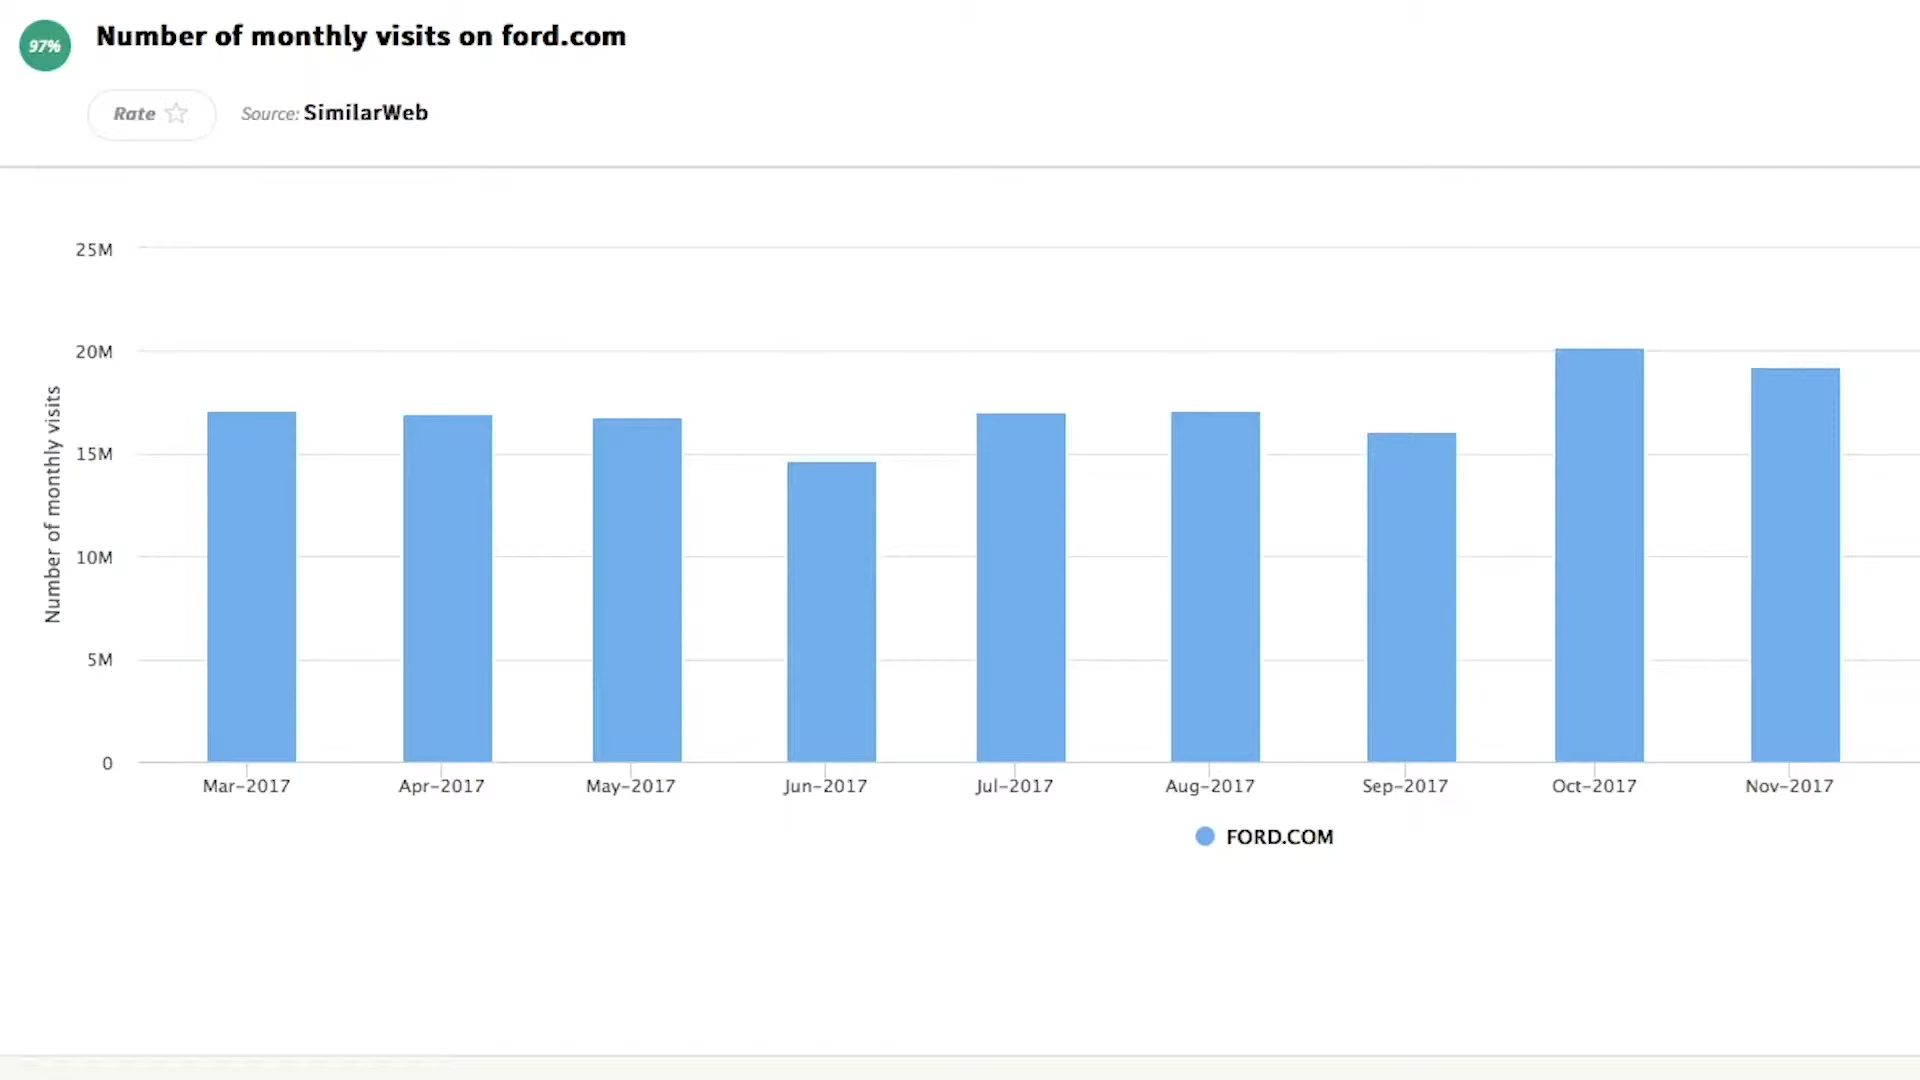 97%
Number of monthly visits on ford.com
Rate
Source: SimilarWeb
25M
20M
15M
10M
5M
0
Number of monthly visits
Mar-2017
Apr-2017
May-2017
Jun-2017
Jul-2017
Aug-2017
Sep-2017
Oct-2017
Nov-2017
FORD.COM